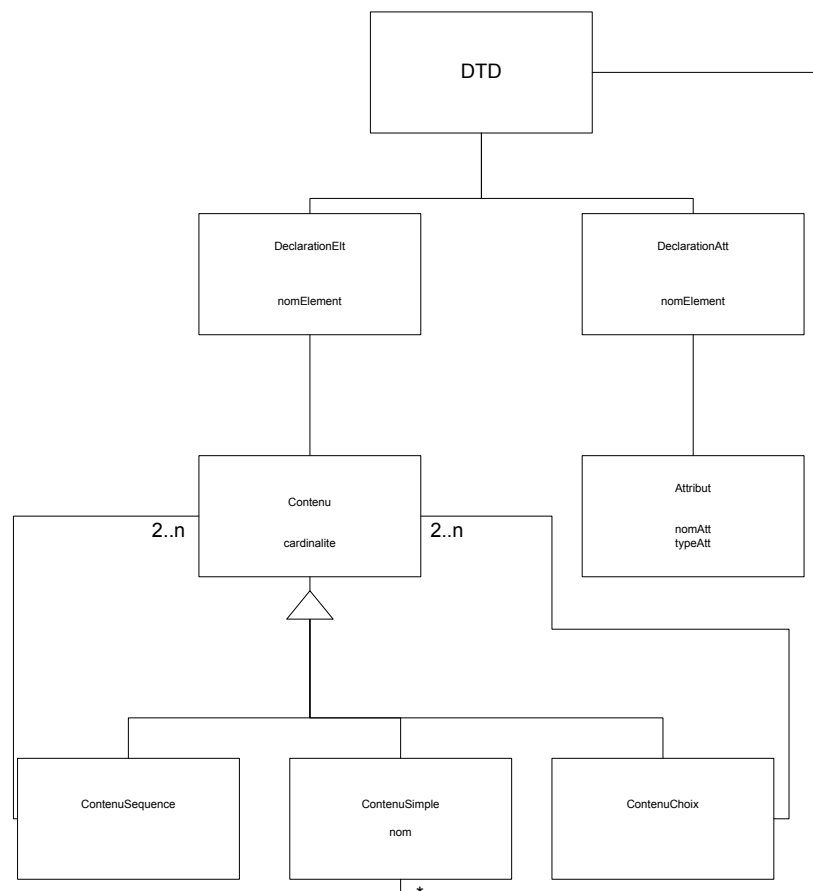 DTD
DeclarationElt
nomElement
DeclarationAtt
nomElement
Contenu
cardinalite
2..n
2..n
Attribut
nomAtt
typeAtt
ContenuSequence
ContenuSimple
nom
ContenuChoix
*